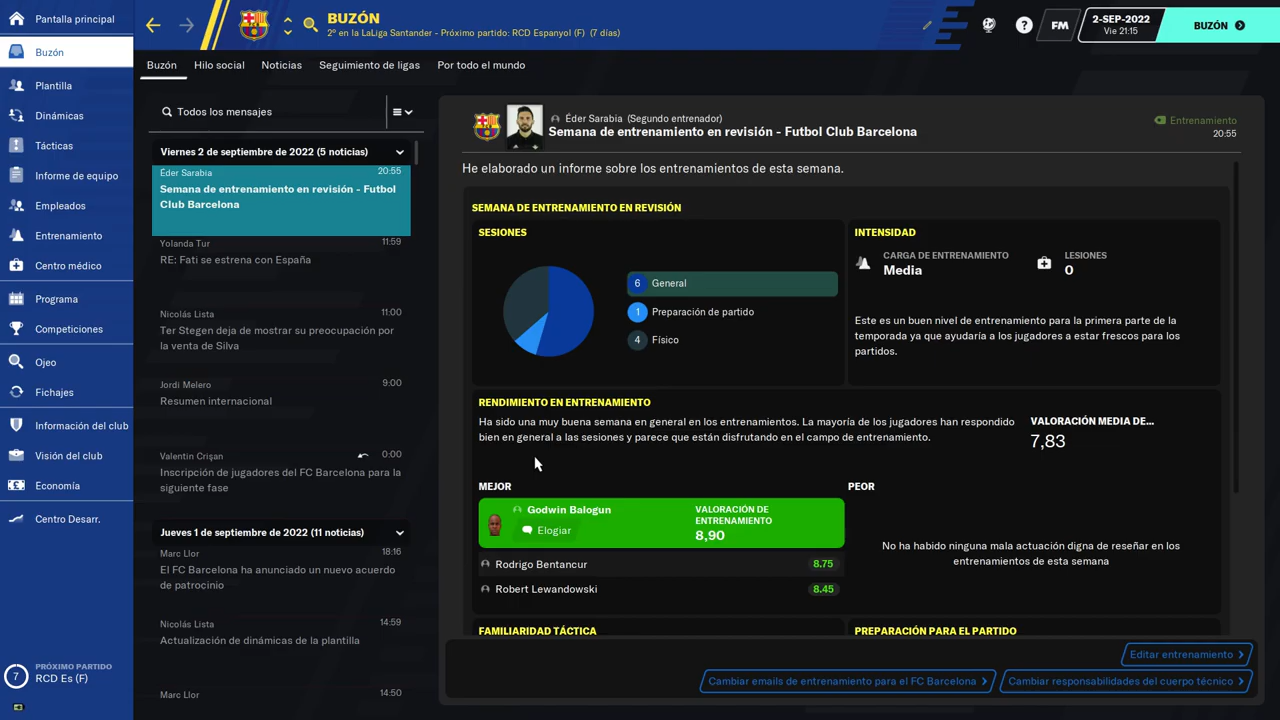 Pantalla principal
Buzón
Plantilla
Dinámicas
Tácticas
Informe de equipo
Empleados
Entrenamiento
Centro médico
Programa
Competiciones
Ojeo
Fichajes
Información del club
Visión del club
Economía
Centro Desarr.
7
PRÓXIMO PARTIDO
RCD Es (F)
BUZÓN
2º en la LaLiga Santander - Próximo partido: RCD Espanyol (F) (7 días)
?
FM
2-SEP-2022
Vie 21:15
BUZÓN
Buzón
Hilo social
Noticias
Seguimiento de ligas
Por todo el mundo
Todos los mensajes
Viernes 2 de septiembre de 2022 (5 noticias)
Éder Sarabia 20:55
Semana de entrenamiento en revisión - Futbol
Club Barcelona
Yolanda Tur 11:59
RE: Fati se estrena con España
Nicolás Lista 11:00
Ter Stegen deja de mostrar su preocupación por
la venta de Silva
Jordi Melero 9:00
Resumen internacional
Valentin Crișan 0:00
Inscripción de jugadores del FC Barcelona para la
siguiente fase
Jueves 1 de septiembre de 2022 (11 noticias)
Marc Llor 18:16
El FC Barcelona ha anunciado un nuevo acuerdo
de patrocinio
Nicolás Lista 14:59
Actualización de dinámicas de la plantilla
Marc Llor 14:50
Éder Sarabia (Segundo entrenador)
Semana de entrenamiento en revisión - Futbol Club Barcelona
Entrenamiento
20:55
He elaborado un informe sobre los entrenamientos de esta semana.
SEMANA DE ENTRENAMIENTO EN REVISIÓN
SESIONES
6 General
1 Preparación de partido
4 Físico
INTENSIDAD
CARGA DE ENTRENAMIENTO
Media
LESIONES
0
Este es un buen nivel de entrenamiento para la primera parte de la
temporada ya que ayudaría a los jugadores a estar frescos para los
partidos.
RENDIMIENTO EN ENTRENAMIENTO
Ha sido una muy buena semana en general en los entrenamientos. La mayoría de los jugadores han respondido
bien en general a las sesiones y parece que están disfrutando en el campo de entrenamiento.
VALORACIÓN MEDIA DE...
7,83
MEJOR
Godwin Balogun
Elogiar
VALORACIÓN DE
ENTRENAMIENTO
8,90
Rodrigo Bentancur 8.75
Robert Lewandowski 8.45
PEOR
No ha habido ninguna mala actuación digna de reseñar en los
entrenamientos de esta semana
FAMILIARIDAD TÁCTICA
PREPARACIÓN PARA EL PARTIDO
Editar entrenamiento
Cambiar emails de entrenamiento para el FC Barcelona
Cambiar responsabilidades del cuerpo técnico